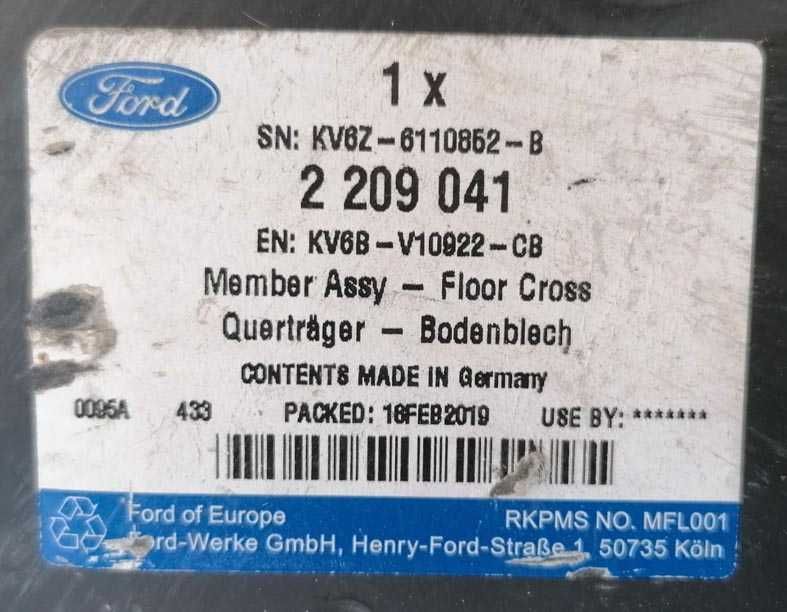 Ford
1 x
SN: KV6Z-6110852-B
2 209 041
EN: KV6B-V10922-CB
Member Assy - Floor Cross
Querträger - Bodenblech
CONTENTS MADE IN Germany
0095A 433 PACKED: 18FEB2019 USE BY: *******
Ford of Europe RKPMS NO. MFL001
Ford-Werke GmbH, Henry-Ford-Straße 1, 50735 Köln